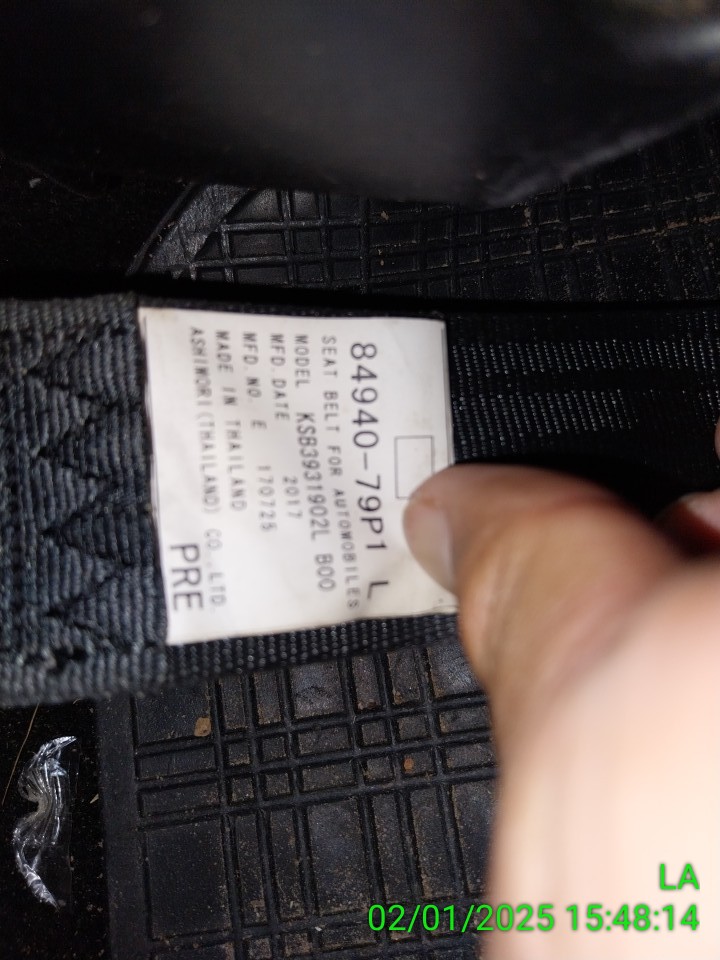 84940-79P1 L
SEAT BELT FOR AUTOMOBILES
MODEL KSB3931902L B00
MFD.DATE 2017
MFD.NO E 170725
MADE IN THAILAND
ASHIMORI(THAILAND) CO.,LTD.
PRE
LA
02/01/2025 15:48:14